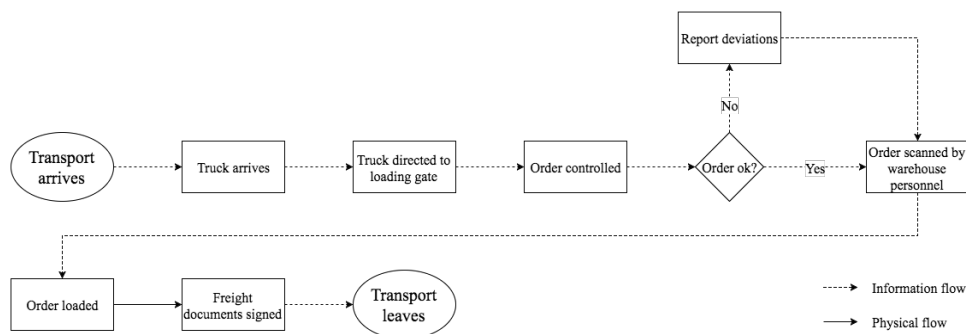 Report deviations
No
Transport
arrives
Truck arrives
Truck directed to
loading gate
Order controlled
Order ok?
Yes
Order scanned by
warehouse
personnel
Order loaded
Freight
documents signed
Transport
leaves
Information flow
Physical flow